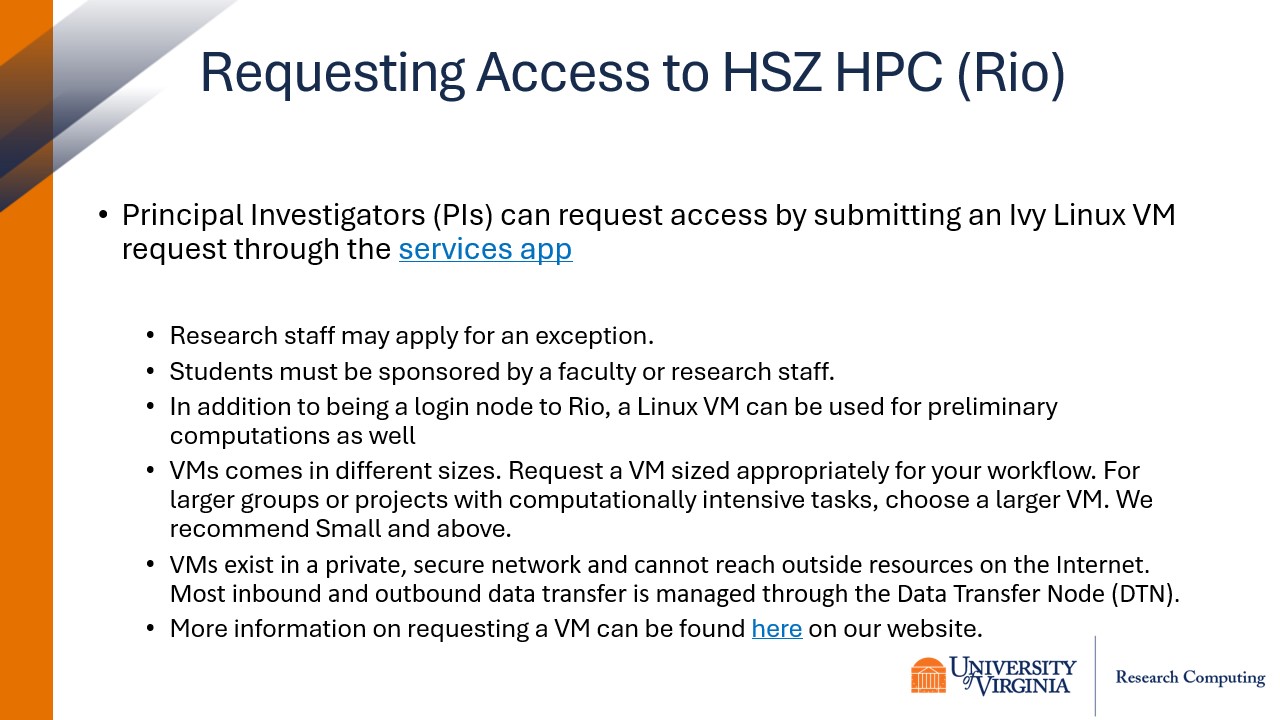 Requesting Access to HSZ HPC (Rio)
• Principal Investigators (PIs) can request access by submitting an Ivy Linux VM
request through the services app
• Research staff may apply for an exception.
• Students must be sponsored by a faculty or research staff.
• In addition to being a login node to Rio, a Linux VM can be used for preliminary
computations as well
• VMs comes in different sizes. Request a VM sized appropriately for your workflow. For
larger groups or projects with computationally intensive tasks, choose a larger VM. We
recommend Small and above.
• VMs exist in a private, secure network and cannot reach outside resources on the Internet.
Most inbound and outbound data transfer is managed through the Data Transfer Node (DTN).
• More information on requesting a VM can be found here on our website.
UNIVERSITY
of VIRGINIA
Research Computing